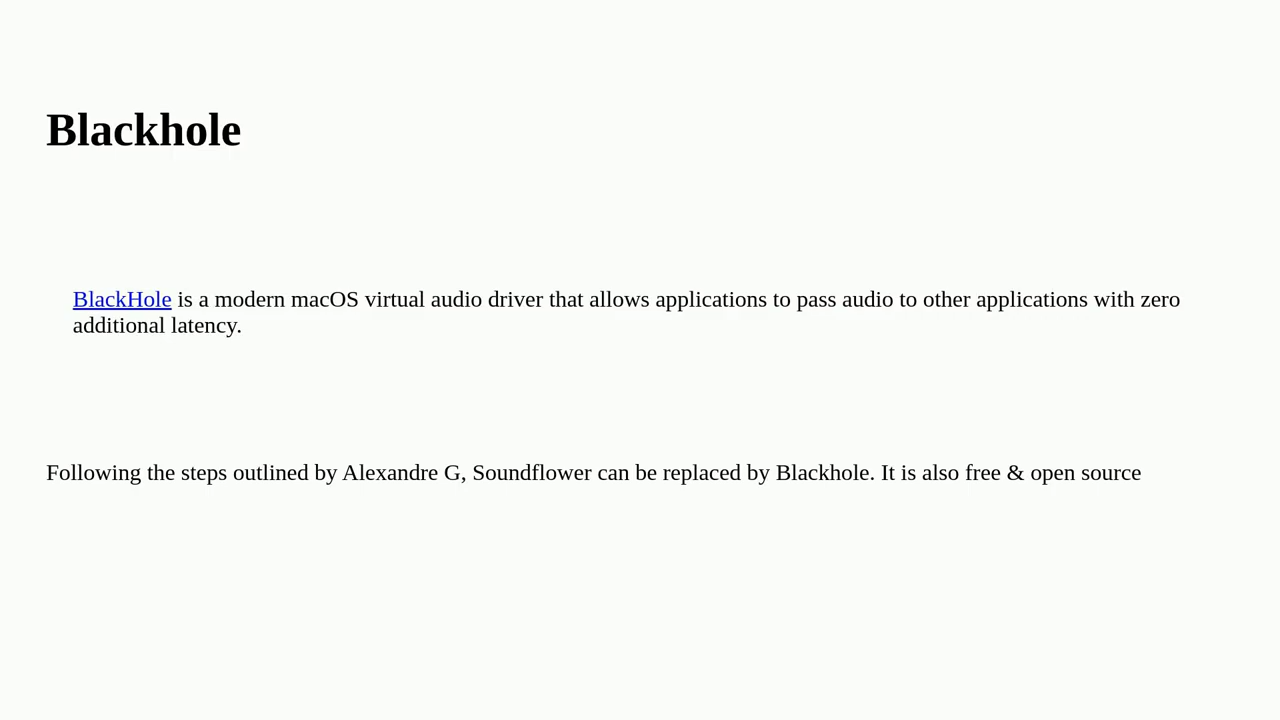 Blackhole
BlackHole is a modern macOS virtual audio driver that allows applications to pass audio to other applications with zero
additional latency.
Following the steps outlined by Alexandre G, Soundflower can be replaced by Blackhole. It is also free & open source